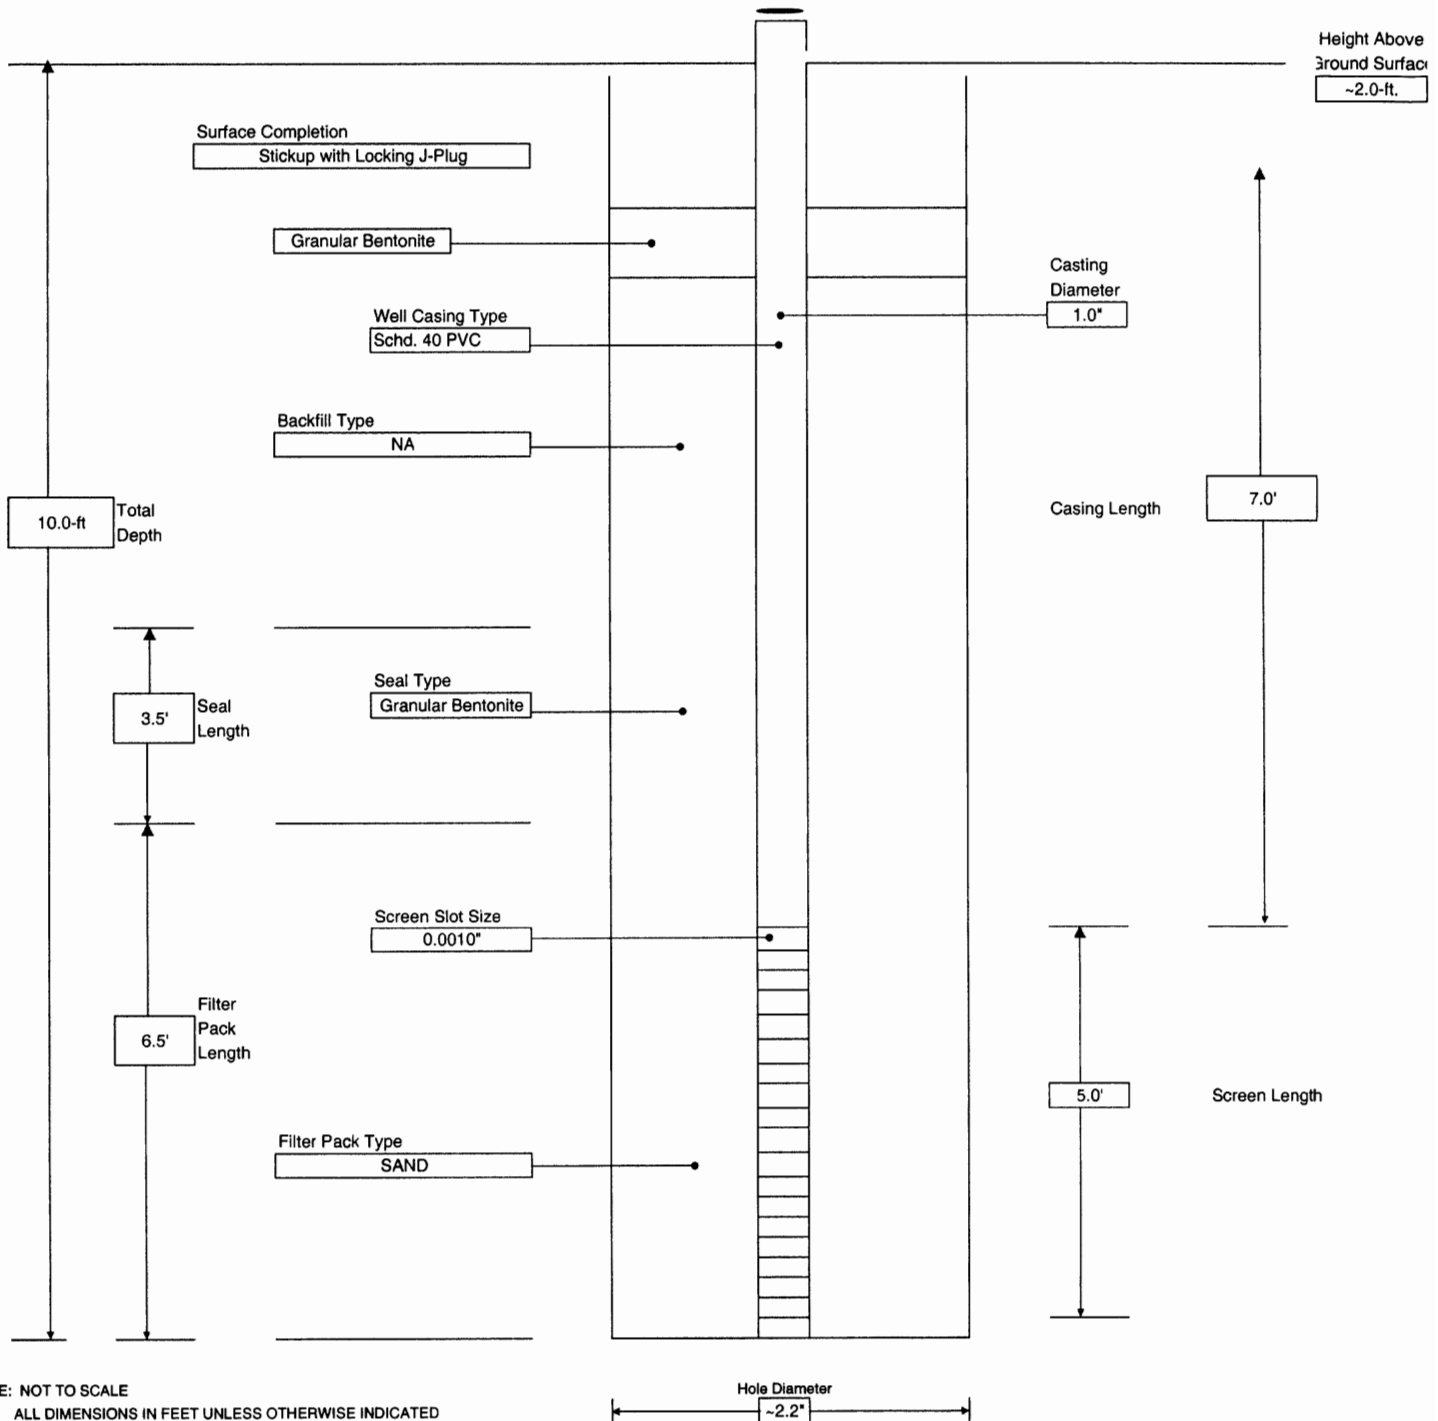 Height Above
Ground Surface
~2.0-ft.
Surface Completion
Stickup with Locking J-Plug
Granular Bentonite
Casting
Diameter
1.0"
Well Casing Type
Schd. 40 PVC
Backfill Type
NA
10.0-ft
Total
Depth
Casing Length
7.0'
Seal Type
Granular Bentonite
3.5'
Seal
Length
Screen Slot Size
0.0010"
Filter
Pack
Length
6.5'
5.0'
Screen Length
Filter Pack Type
SAND
E: NOT TO SCALE
ALL DIMENSIONS IN FEET UNLESS OTHERWISE INDICATED
Hole Diameter
~2.2"